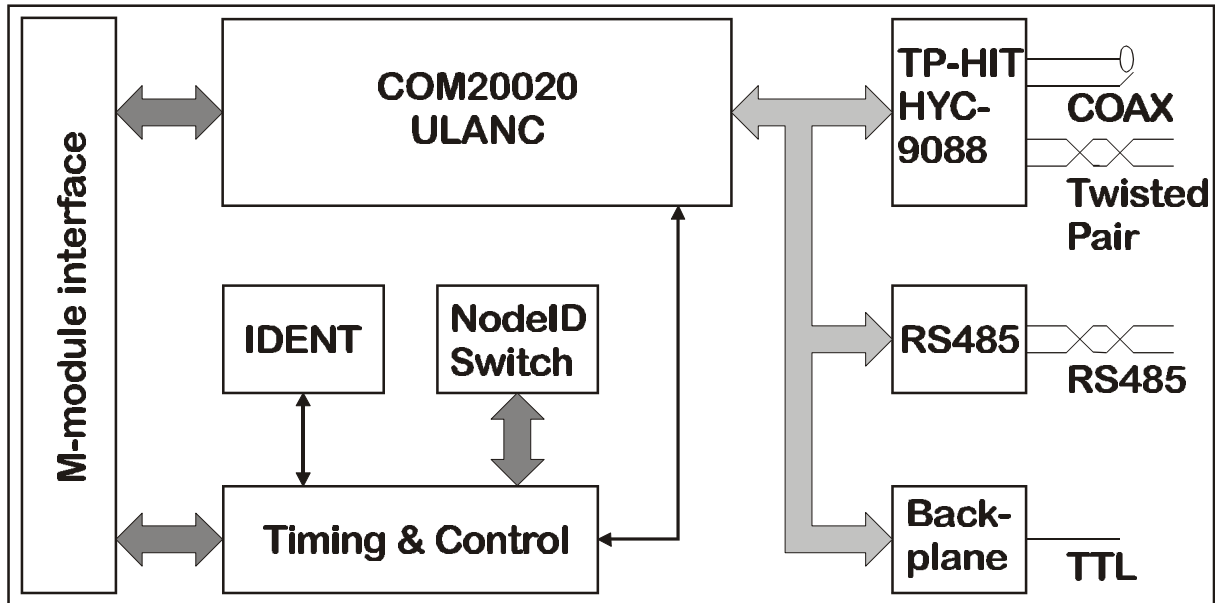 M-module interface
COM20020
ULANC
TP-HIT
HYC-
9088
COAX
Twisted
Pair
IDENT
NodeID
Switch
RS485
RS485
Timing & Control
Back-
plane
TTL